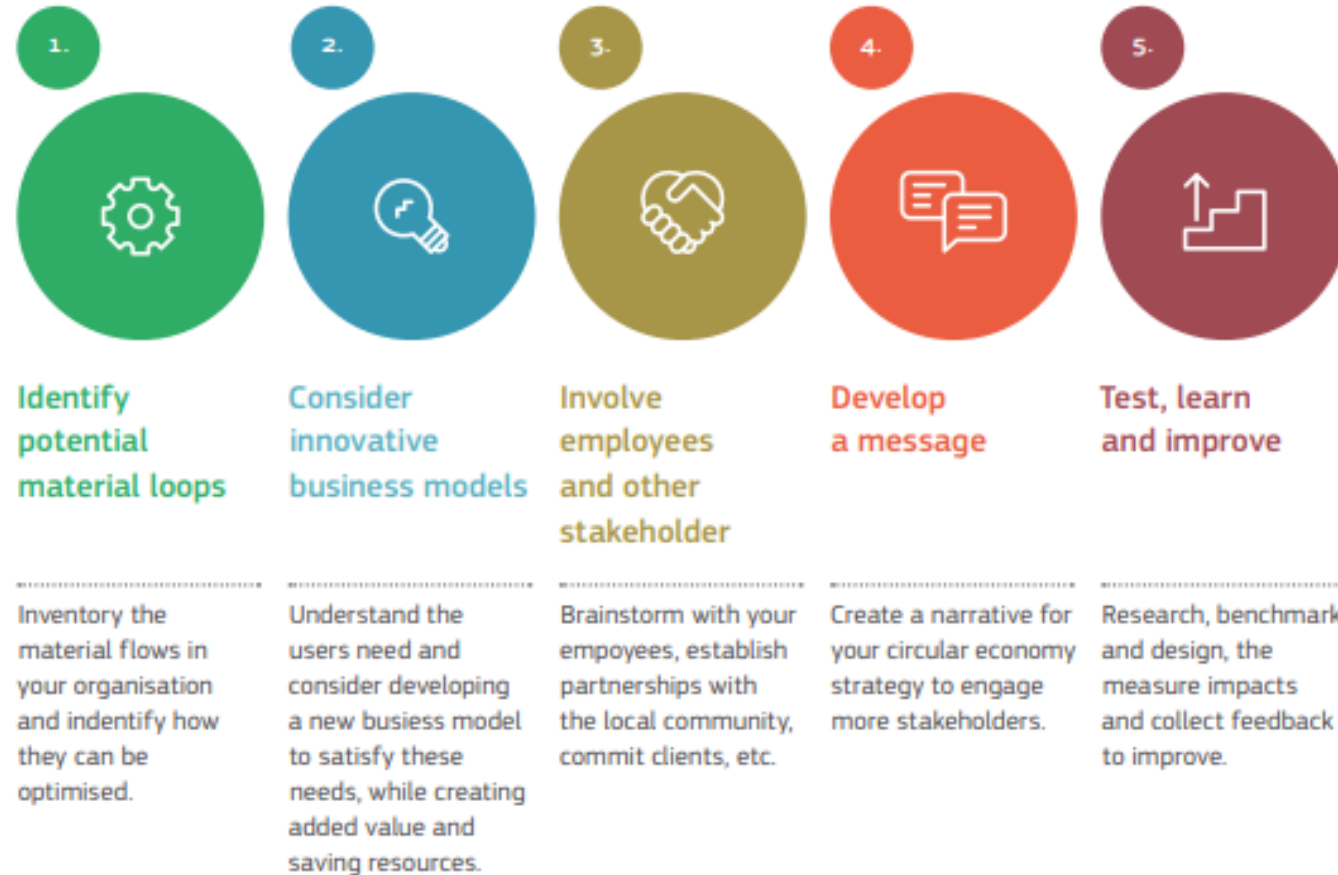 1.
2.
3.
4.
5.
Identify
potential
material loops
Consider
innovative
business models
Involve
employees
and other
stakeholder
Develop
a message
Test, learn
and improve
Inventory the
material flows in
your organisation
and indentify how
they can be
optimised.
Understand the
users need and
consider developing
a new busiess model
to satisfy these
needs, while creating
added value and
saving resources.
Brainstorm with your
empoyees, establish
partnerships with
the local community,
commit clients, etc.
Create a narrative for
your circular economy
strategy to engage
more stakeholders.
Research, benchmark
and design, the
measure impacts
and collect feedback
to improve.